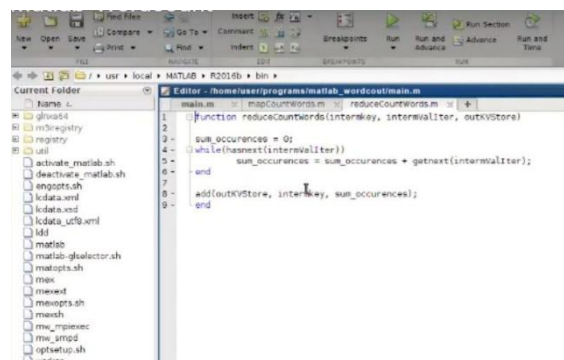 Find Files
Insert
New Open Save
Compare
Go To
Comment
Breakpoints
Run
Run and
Advance
Run Section
Advance
Run and
Time
Print
Find
Indent
FILE
NAVIGATE
EDIT
BREAKPOINTS
RUN
/ usr local MATLAB R2016b bin
Current Folder
Editor - /home/user/programs/matlab_wordcout/main.m
Name
main.m mapCountWords.m reduceCountWords.m +
glnxa64
m3iregistry
registry
util
activate_matlab.sh
deactivate_matlab.sh
engopts.sh
lcdata.xml
lcdata.xsd
lcdata_utf8.xml
ldd
matlab
matlab-glselector.sh
matopts.sh
mex
mexext
mexopts.sh
mexsh
mw_mpiexec
mw_smpd
optsetup.sh
1 function reduceCountWords(intermkey, intermValIter, outKVStore)
2
3 - sum_occurences = 0;
4 - while(hasnext(intermValIter))
5 - sum_occurences = sum_occurences + getnext(intermValIter);
6 - end
7
8 - add(outKVStore, intermkey, sum_occurences);
9 - end